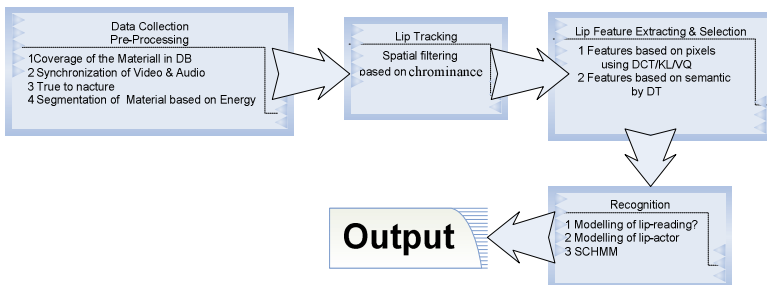 Data Collection
Pre-Processing
1Coverage of the Materiall in DB
2 Synchronization of Video & Audio
3 True to nacture
4 Segmentation of Material based on Energy
Lip Tracking
Spatial filtering
based on chrominance
Lip Feature Extracting & Selection
1 Features based on pixels
using DCT/KL/VQ
2 Features based on semantic
by DT
Recognition
1 Modelling of lip-reading?
2 Modelling of lip-actor
3 SCHMM
Output